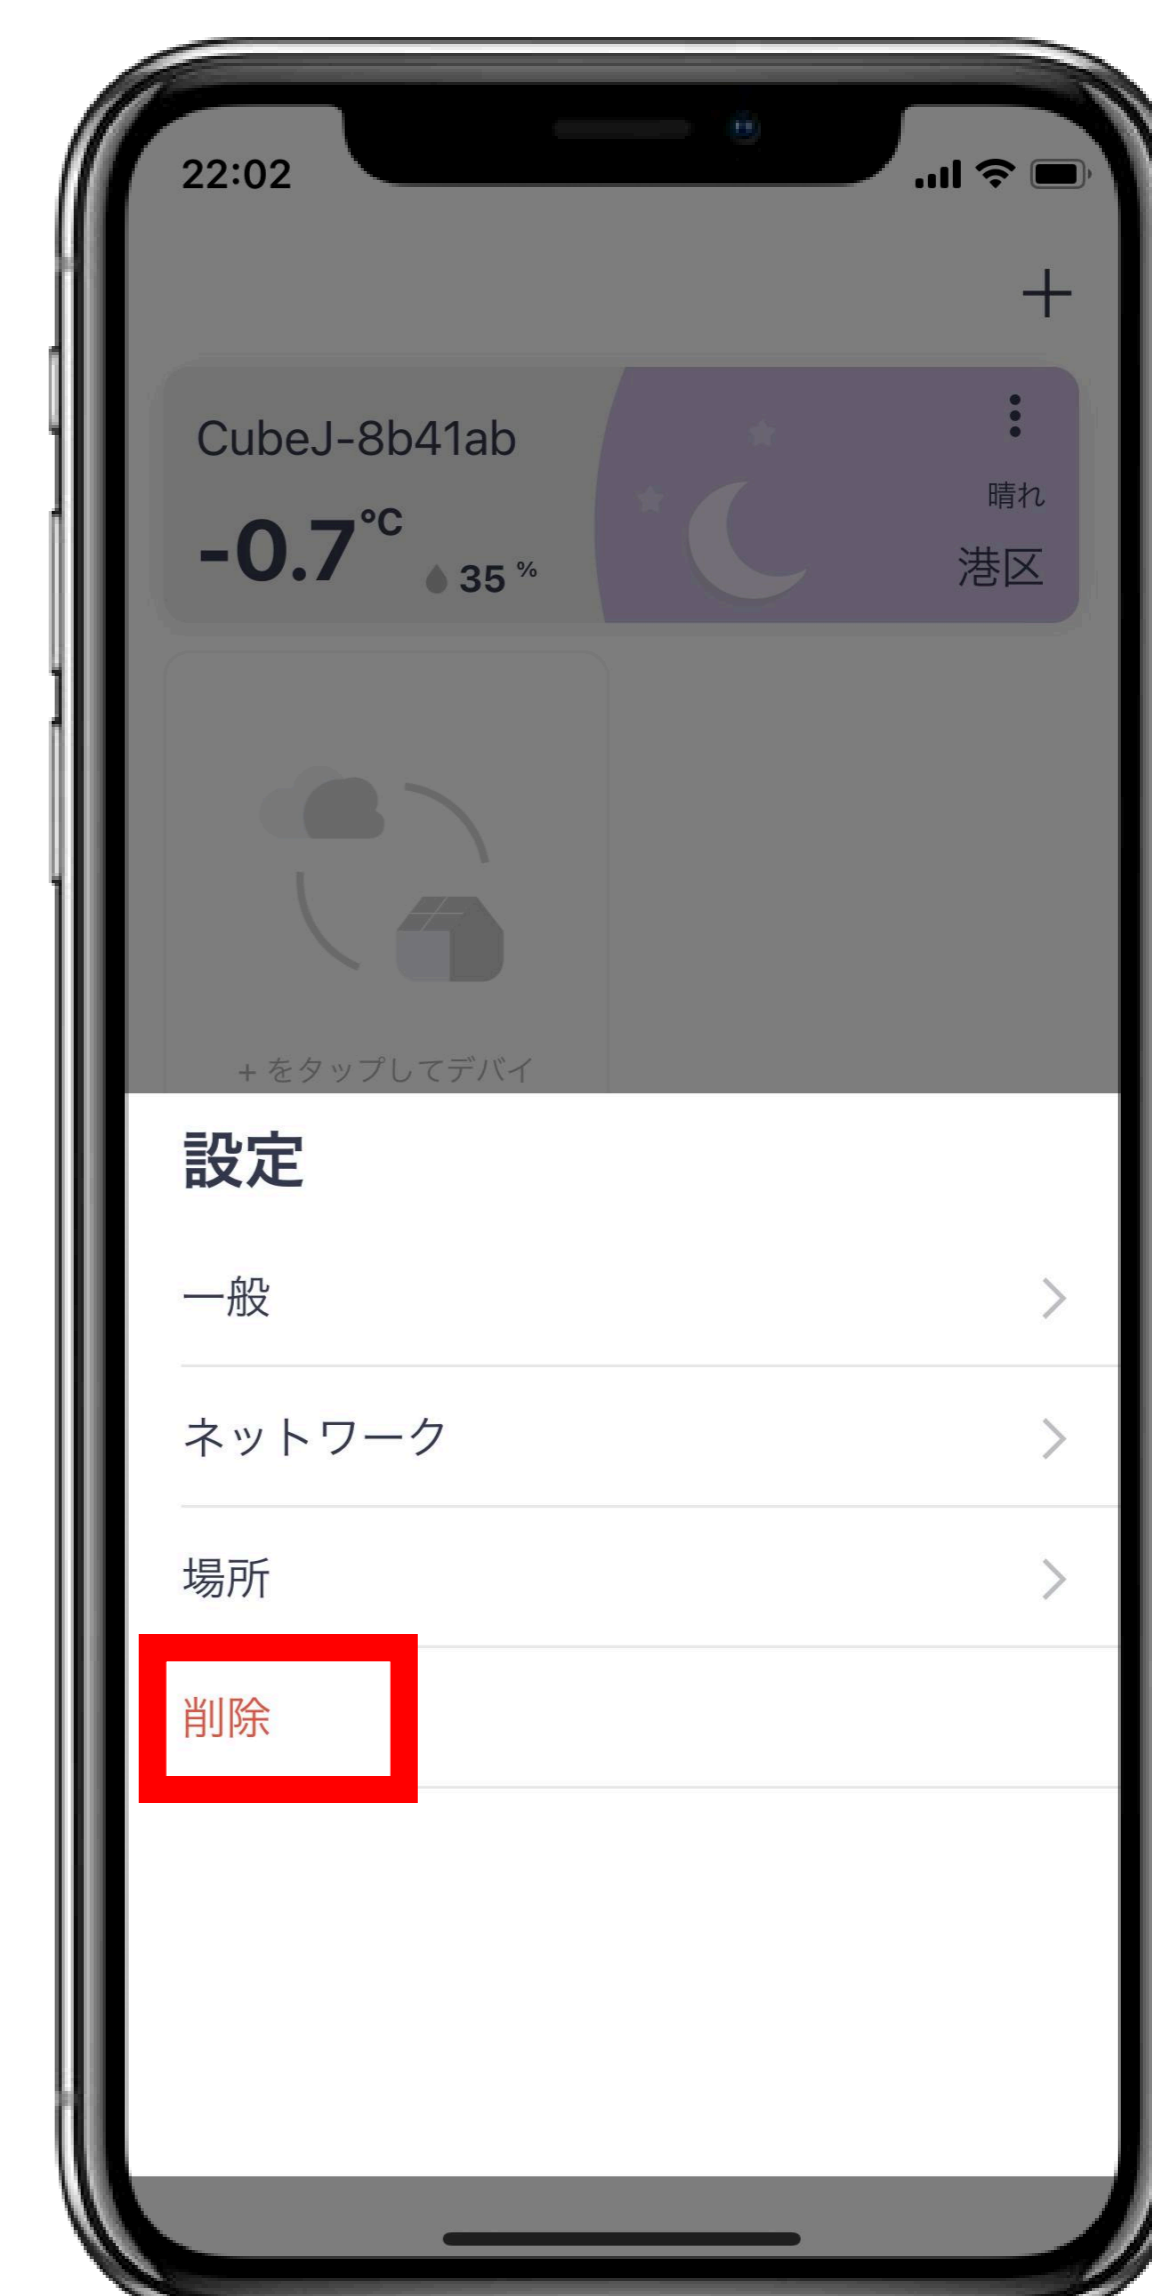 22:02
+
CubeJ-8b41ab
-0.7 °C 35 %
晴れ
港区
+ をタップしてデバイ
設定
一般
ネットワーク
場所
削除